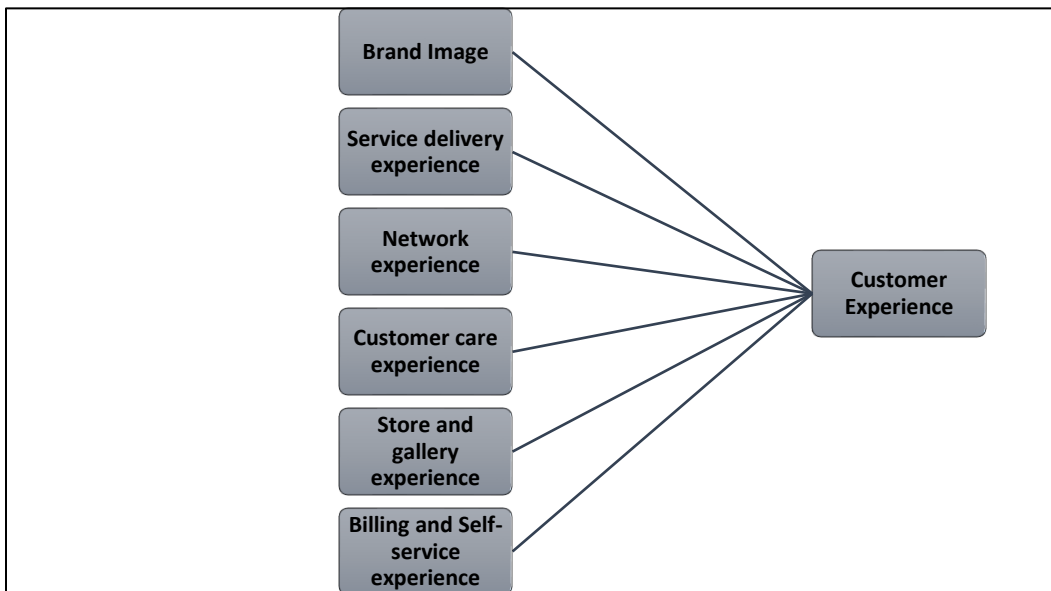 Brand Image
Service delivery
experience
Network
experience
Customer care
experience
Store and
gallery
experience
Billing and Self-
service
experience
Customer
Experience